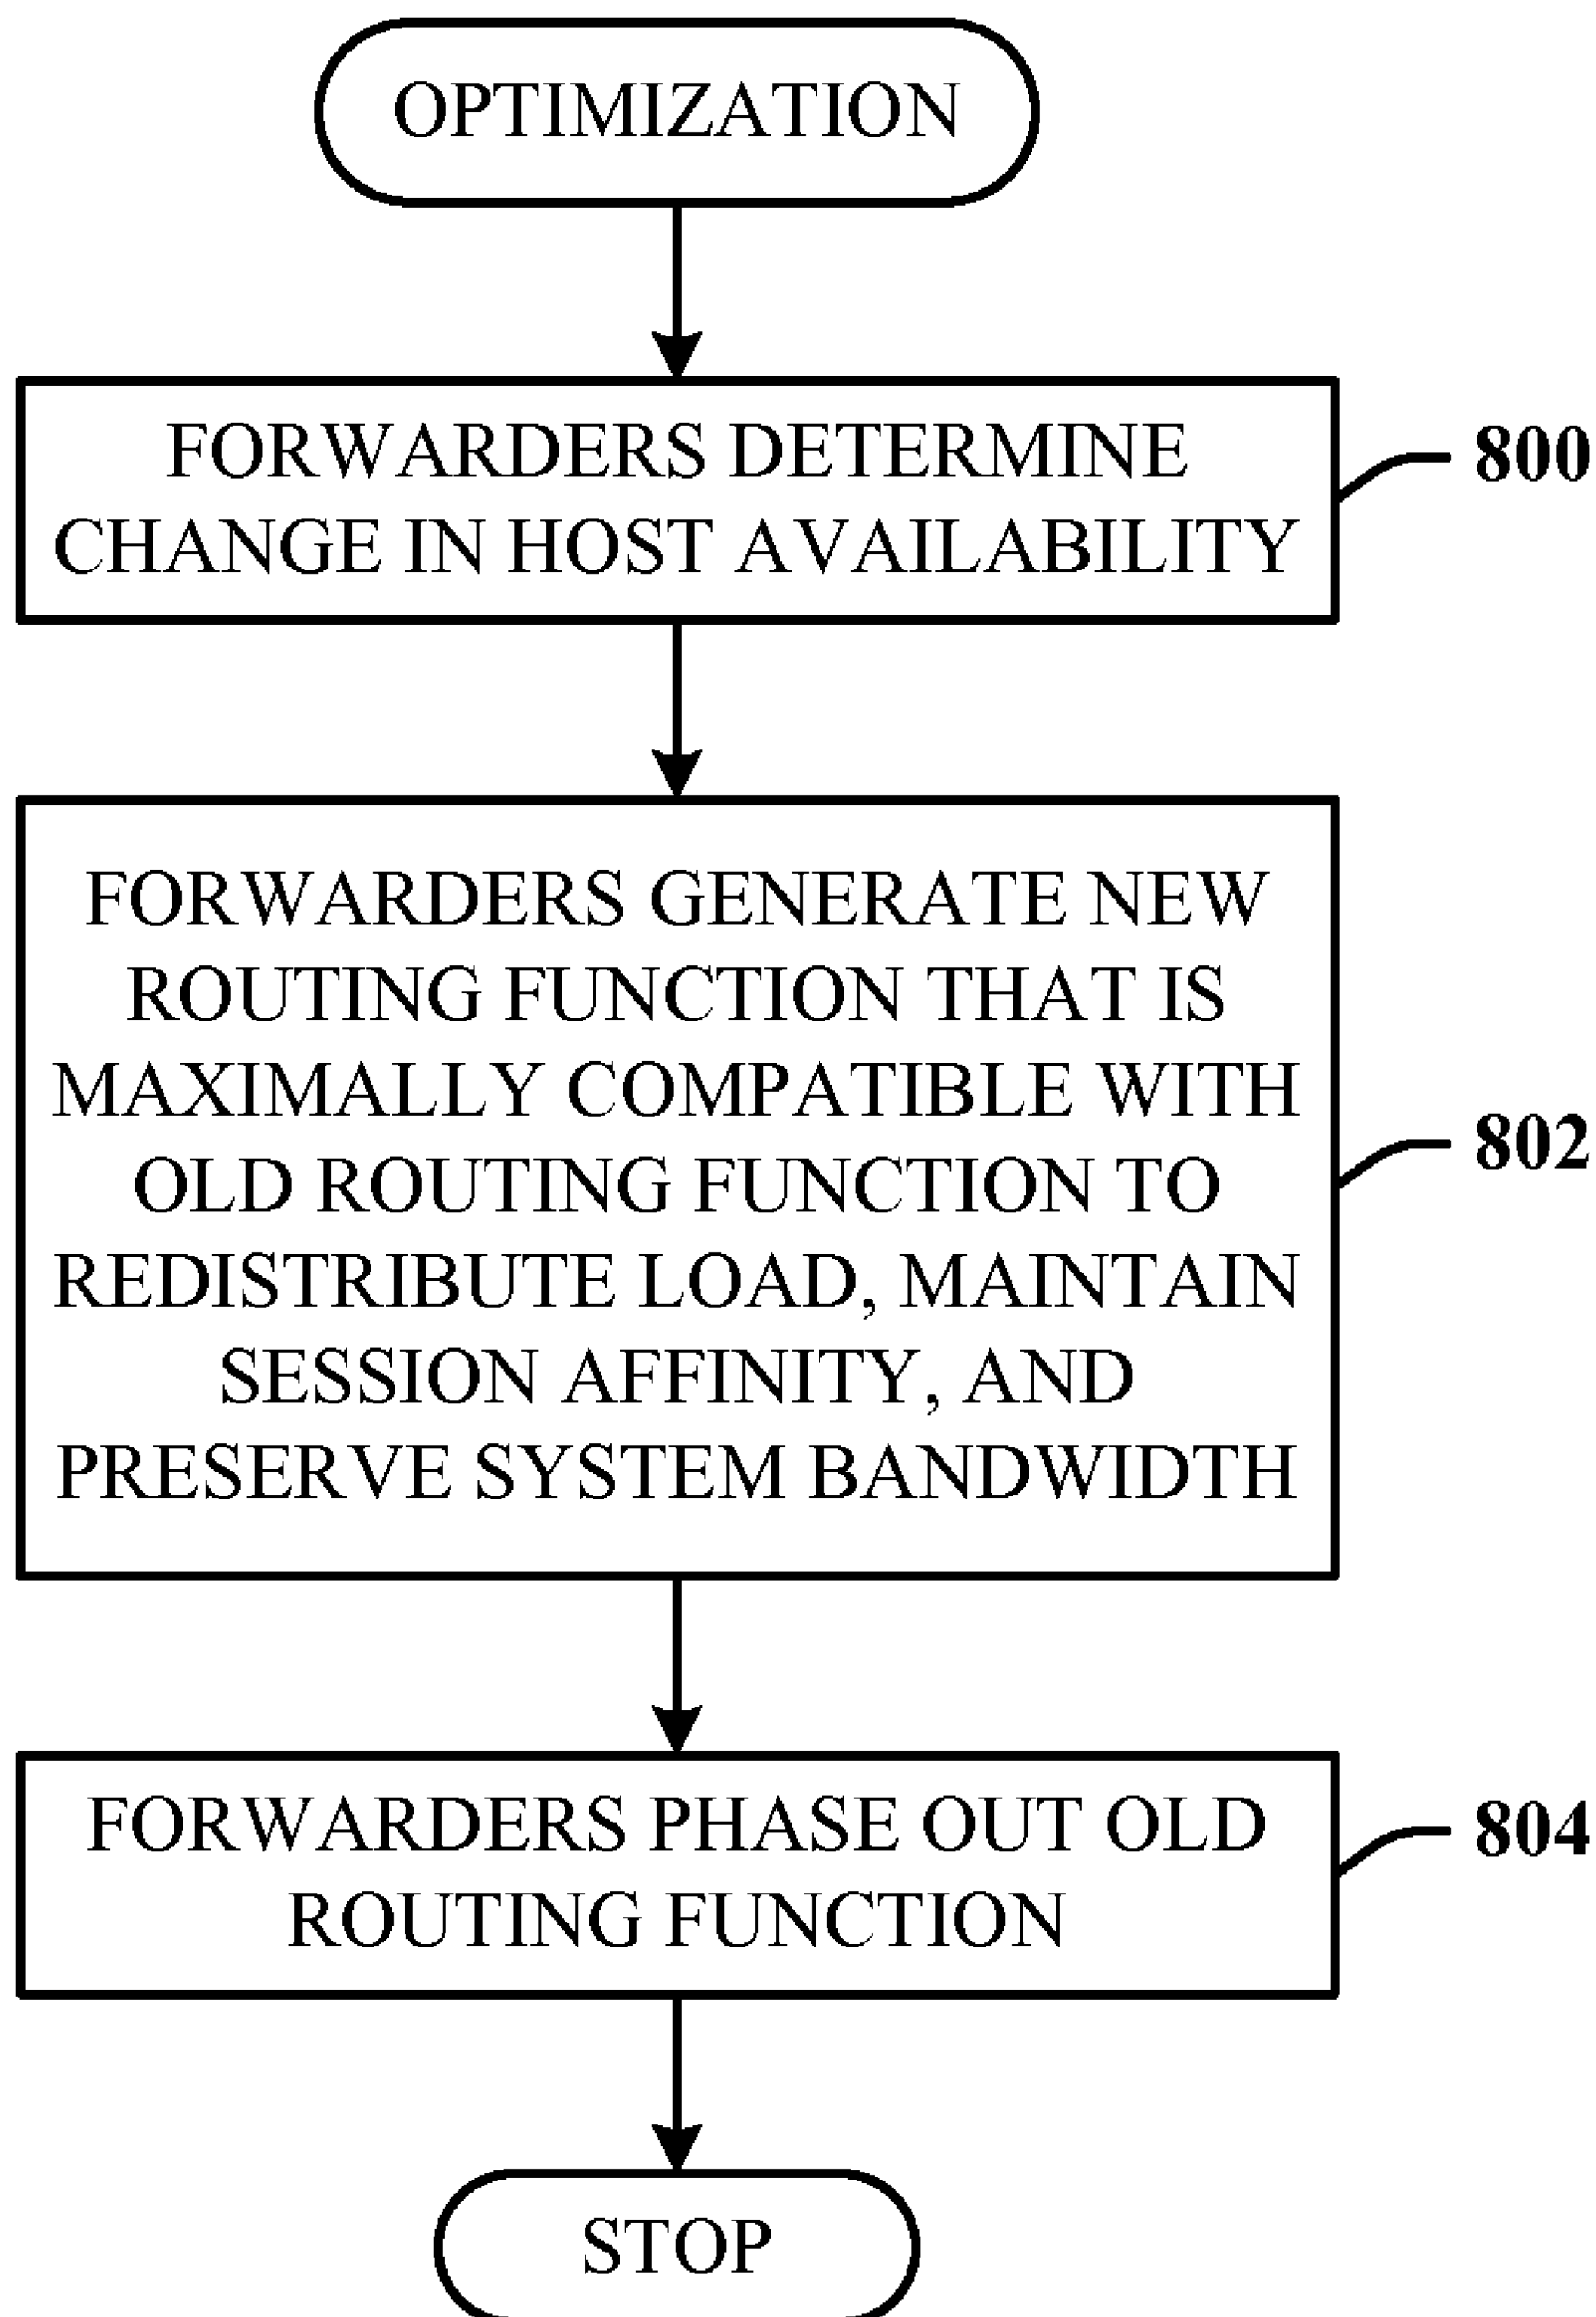 OPTIMIZATION
FORWARDERS DETERMINE
CHANGE IN HOST AVAILABILITY
800
FORWARDERS GENERATE NEW
ROUTING FUNCTION THAT IS
MAXIMALLY COMPATIBLE WITH
OLD ROUTING FUNCTION TO
REDISTRIBUTE LOAD, MAINTAIN
SESSION AFFINITY, AND
PRESERVE SYSTEM BANDWIDTH
802
FORWARDERS PHASE OUT OLD
ROUTING FUNCTION
804
STOP